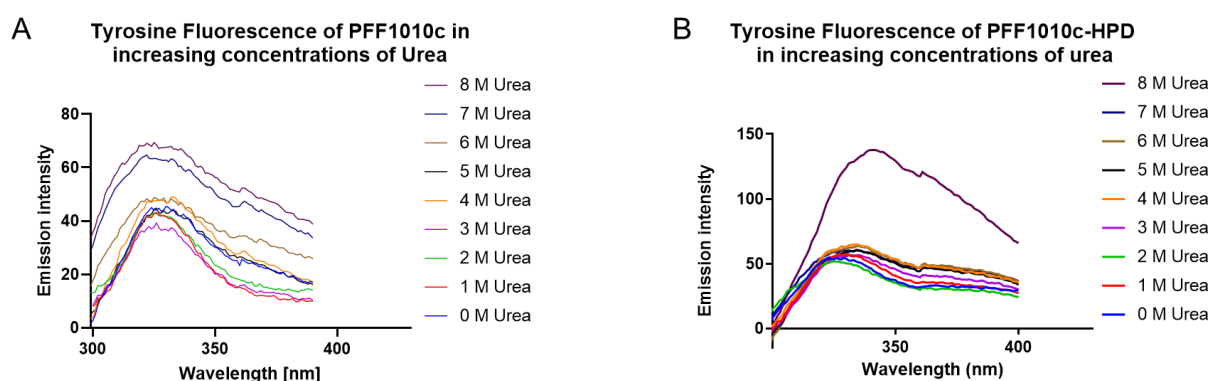 A
Tyrosine Fluorescence of PFF1010c in
increasing concentrations of Urea
80
60
40
20
0
300
350
400
Emission intensity
Wavelength [nm]
8 M Urea
7 M Urea
6 M Urea
5 M Urea
4 M Urea
3 M Urea
2 M Urea
1 M Urea
0 M Urea
B
Tyrosine Fluorescence of PFF1010c-HPD
in increasing concentrations of urea
150
100
50
0
350
400
Emission intensity
Wavelength (nm)
8 M Urea
7 M Urea
6 M Urea
5 M Urea
4 M Urea
3 M Urea
2 M Urea
1 M Urea
0 M Urea